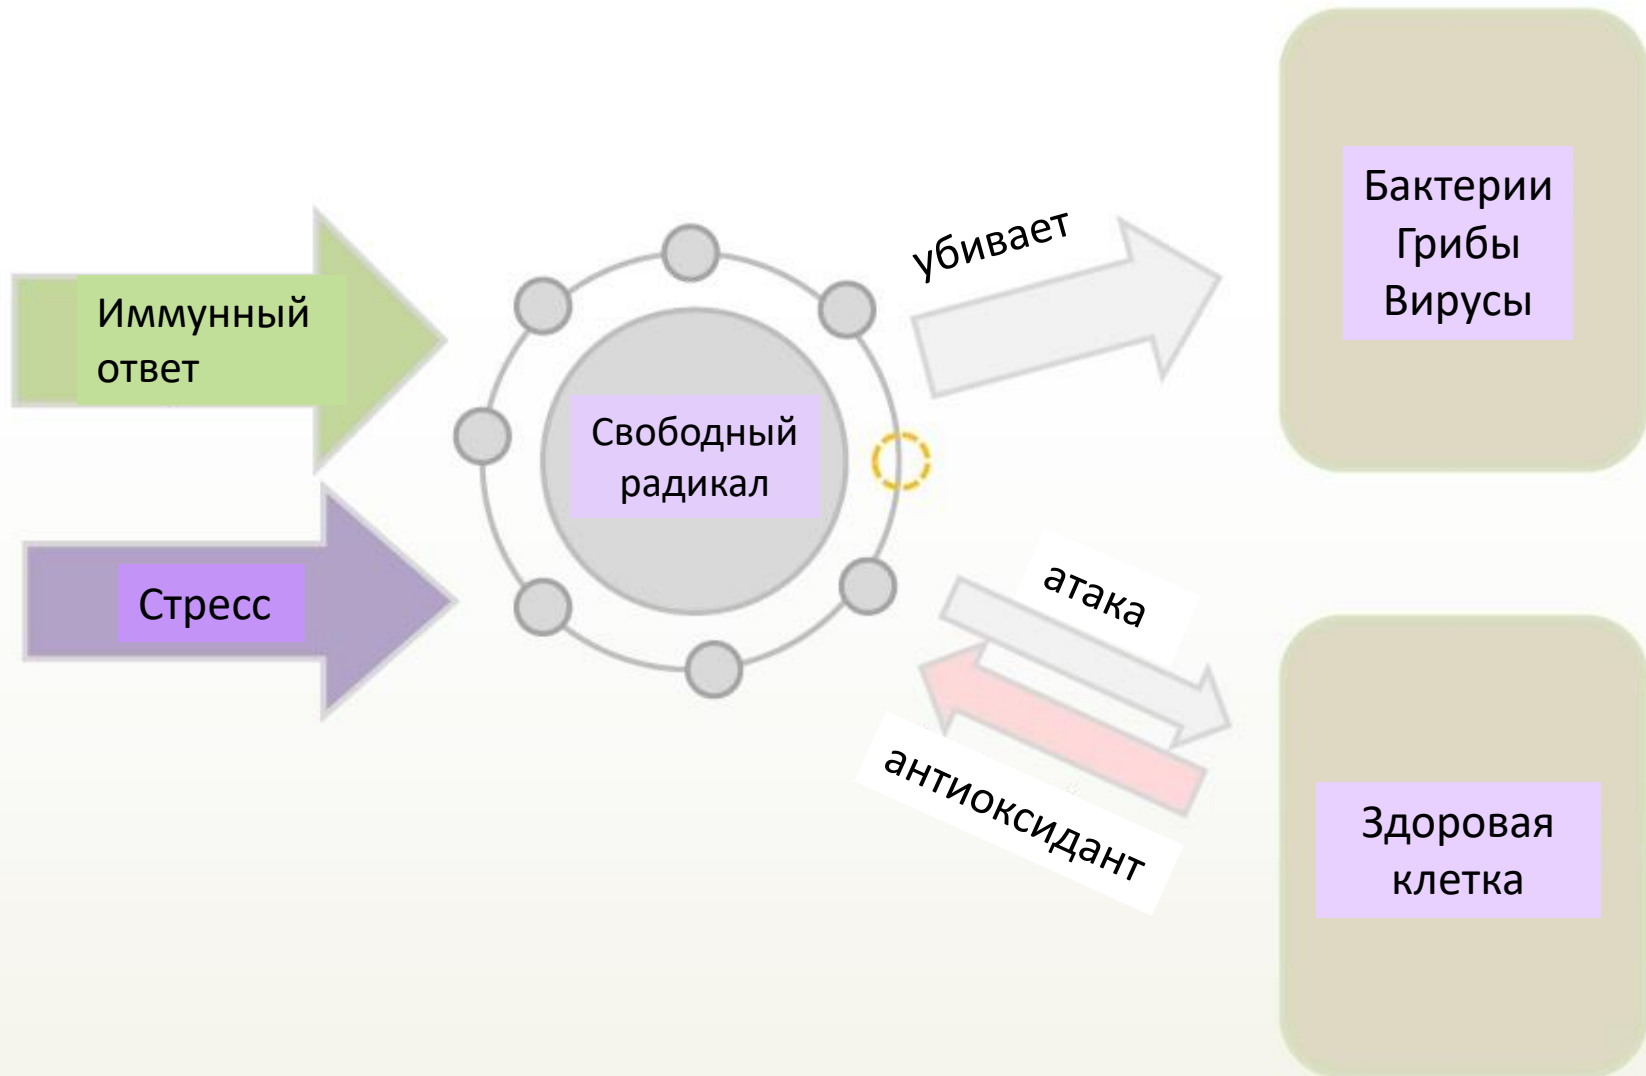 Иммунный
ответ
Стресс
Свободный
радикал
убивает
атака
антиоксидант
Бактерии
Грибы
Вирусы
Здоровая
клетка